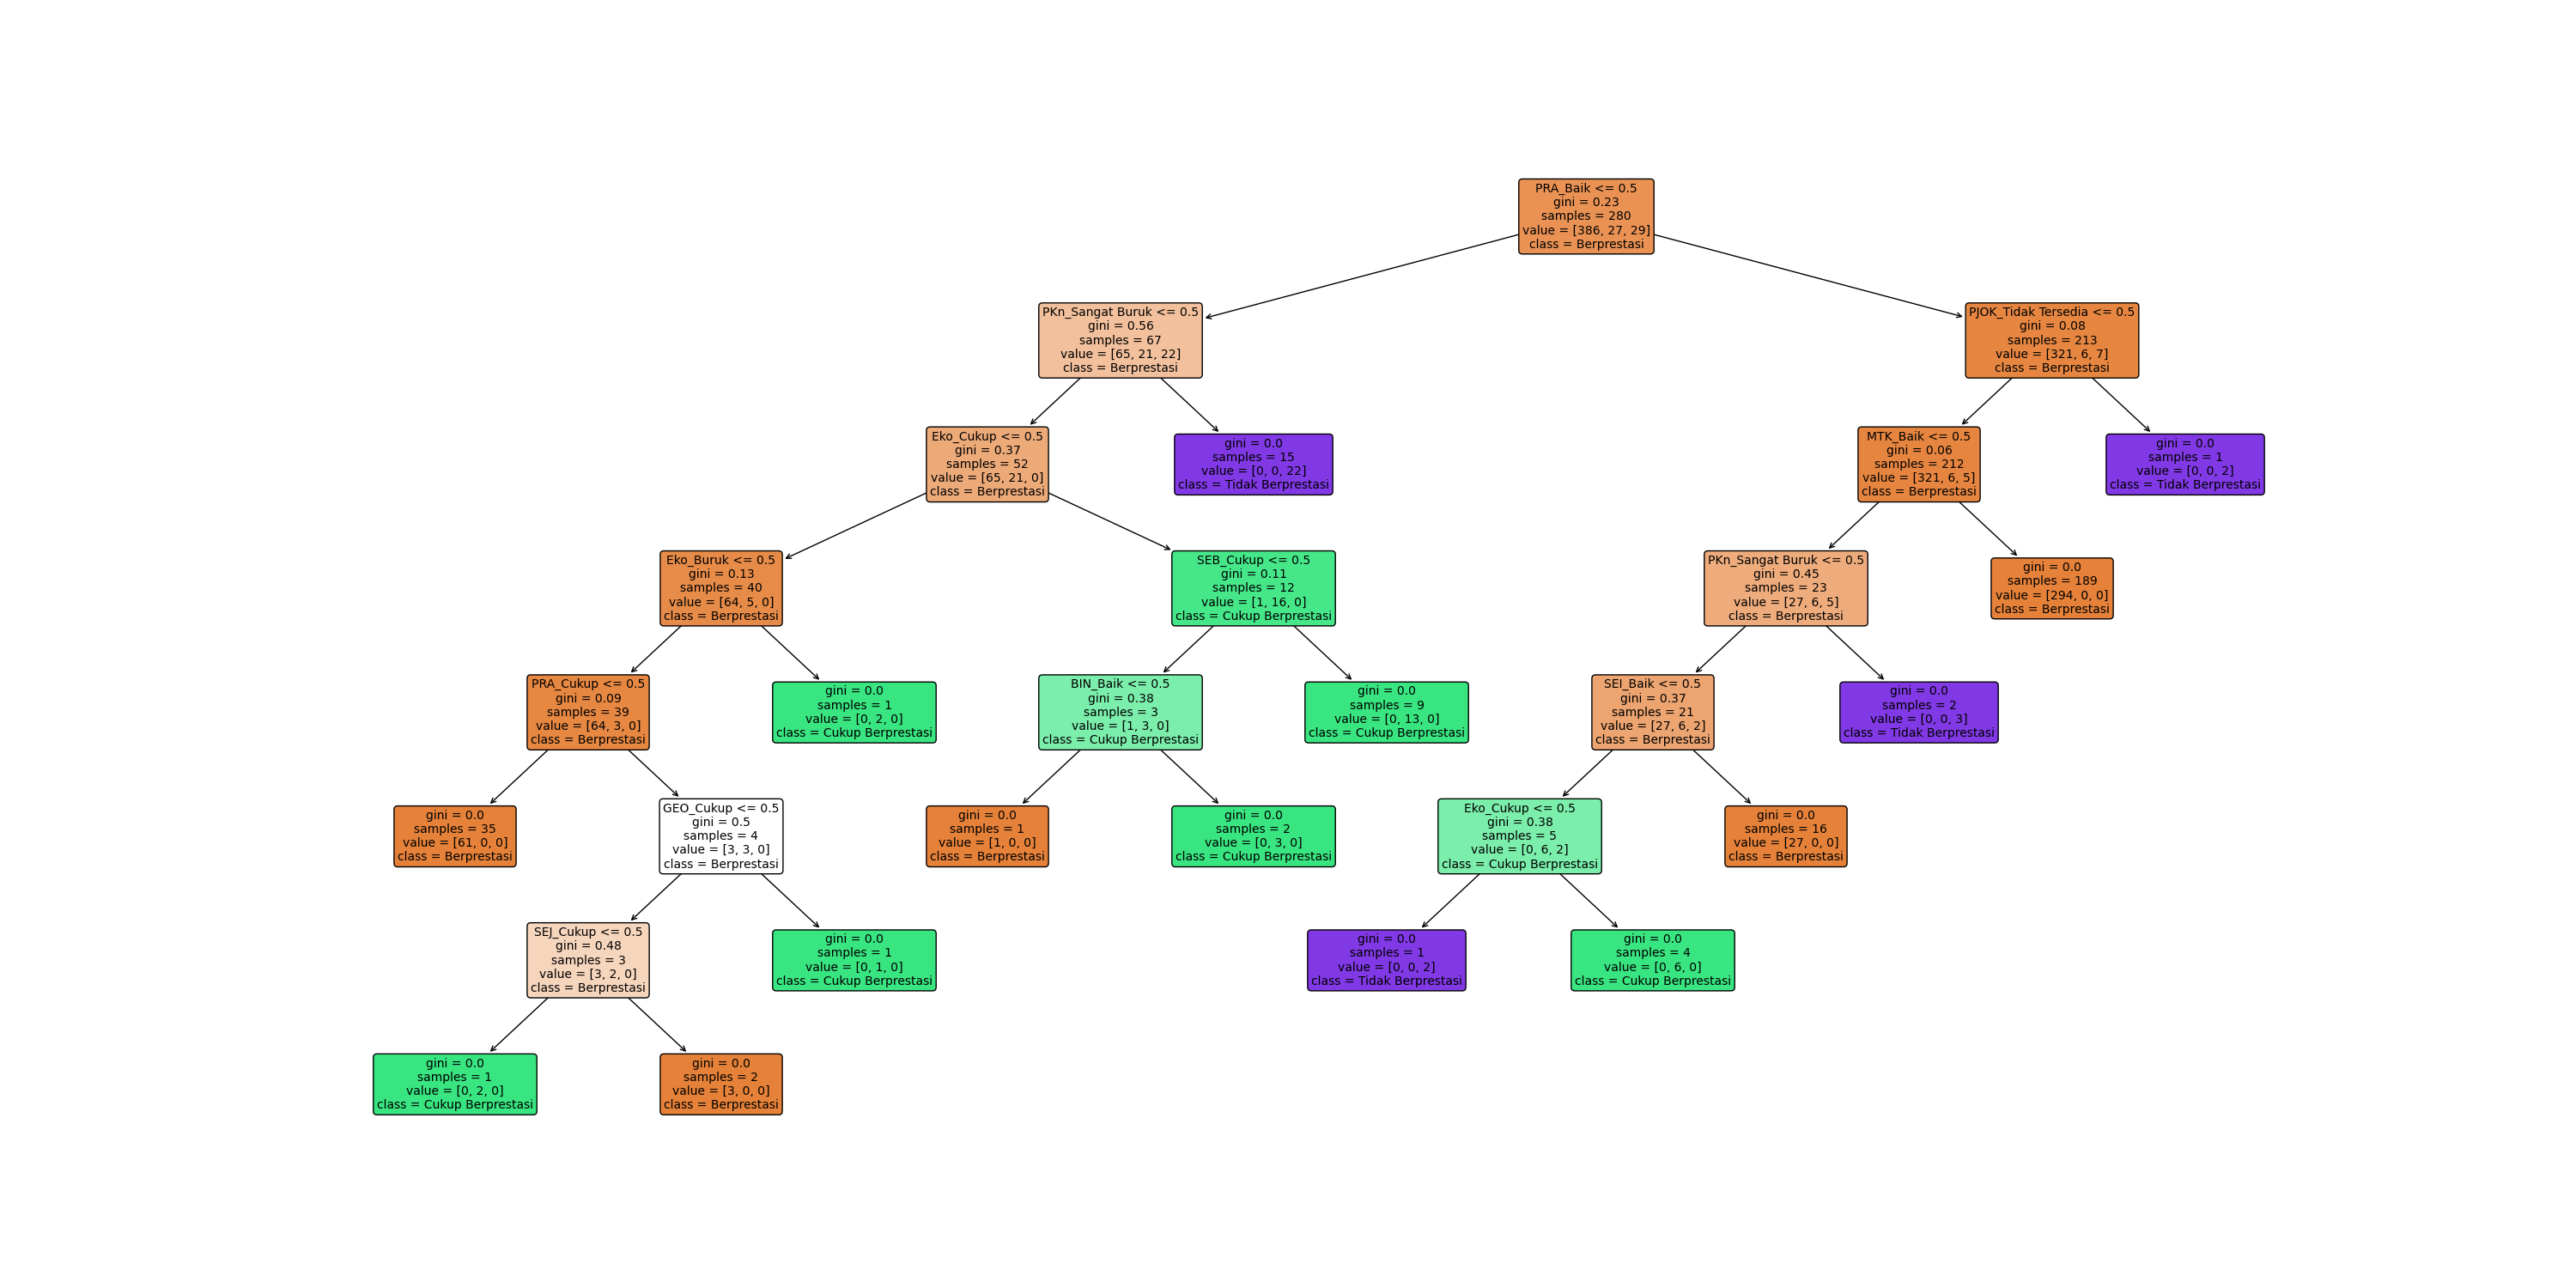 PRA_Baik <= 0.5
gini = 0.23
samples = 280
value = [386, 27, 29]
class = Berprestasi
PKn_Sangat Buruk <= 0.5
gini = 0.56
samples = 67
value = [65, 21, 22]
class = Berprestasi
PJOK_Tidak Tersedia <= 0.5
gini = 0.08
samples = 213
value = [321, 6, 7]
class = Berprestasi
Eko_Cukup <= 0.5
gini = 0.37
samples = 52
value = [65, 21, 0]
class = Berprestasi
gini = 0.0
samples = 15
value = [0, 0, 22]
class = Tidak Berprestasi
MTK_Baik <= 0.5
gini = 0.06
samples = 212
value = [321, 6, 5]
class = Berprestasi
gini = 0.0
samples = 1
value = [0, 0, 2]
class = Tidak Berprestasi
Eko_Buruk <= 0.5
gini = 0.13
samples = 40
value = [64, 5, 0]
class = Berprestasi
SEB_Cukup <= 0.5
gini = 0.11
samples = 12
value = [1, 16, 0]
class = Cukup Berprestasi
PKn_Sangat Buruk <= 0.5
gini = 0.45
samples = 23
value = [27, 6, 5]
class = Berprestasi
gini = 0.0
samples = 189
value = [294, 0, 0]
class = Berprestasi
PRA_Cukup <= 0.5
gini = 0.09
samples = 39
value = [64, 3, 0]
class = Berprestasi
gini = 0.0
samples = 1
value = [0, 2, 0]
class = Cukup Berprestasi
BIN_Baik <= 0.5
gini = 0.38
samples = 3
value = [1, 3, 0]
class = Cukup Berprestasi
gini = 0.0
samples = 9
value = [0, 13, 0]
class = Cukup Berprestasi
SEI_Baik <= 0.5
gini = 0.37
samples = 21
value = [27, 6, 2]
class = Berprestasi
gini = 0.0
samples = 2
value = [0, 0, 3]
class = Tidak Berprestasi
gini = 0.0
samples = 35
value = [61, 0, 0]
class = Berprestasi
GEO_Cukup <= 0.5
gini = 0.5
samples = 4
value = [3, 3, 0]
class = Berprestasi
gini = 0.0
samples = 1
value = [1, 0, 0]
class = Berprestasi
gini = 0.0
samples = 2
value = [0, 3, 0]
class = Cukup Berprestasi
Eko_Cukup <= 0.5
gini = 0.38
samples = 5
value = [0, 6, 2]
class = Cukup Berprestasi
gini = 0.0
samples = 16
value = [27, 0, 0]
class = Berprestasi
SEJ_Cukup <= 0.5
gini = 0.48
samples = 3
value = [3, 2, 0]
class = Berprestasi
gini = 0.0
samples = 1
value = [0, 1, 0]
class = Cukup Berprestasi
gini = 0.0
samples = 1
value = [0, 0, 2]
class = Tidak Berprestasi
gini = 0.0
samples = 4
value = [0, 6, 0]
class = Cukup Berprestasi
gini = 0.0
samples = 1
value = [0, 2, 0]
class = Cukup Berprestasi
gini = 0.0
samples = 2
value = [3, 0, 0]
class = Berprestasi